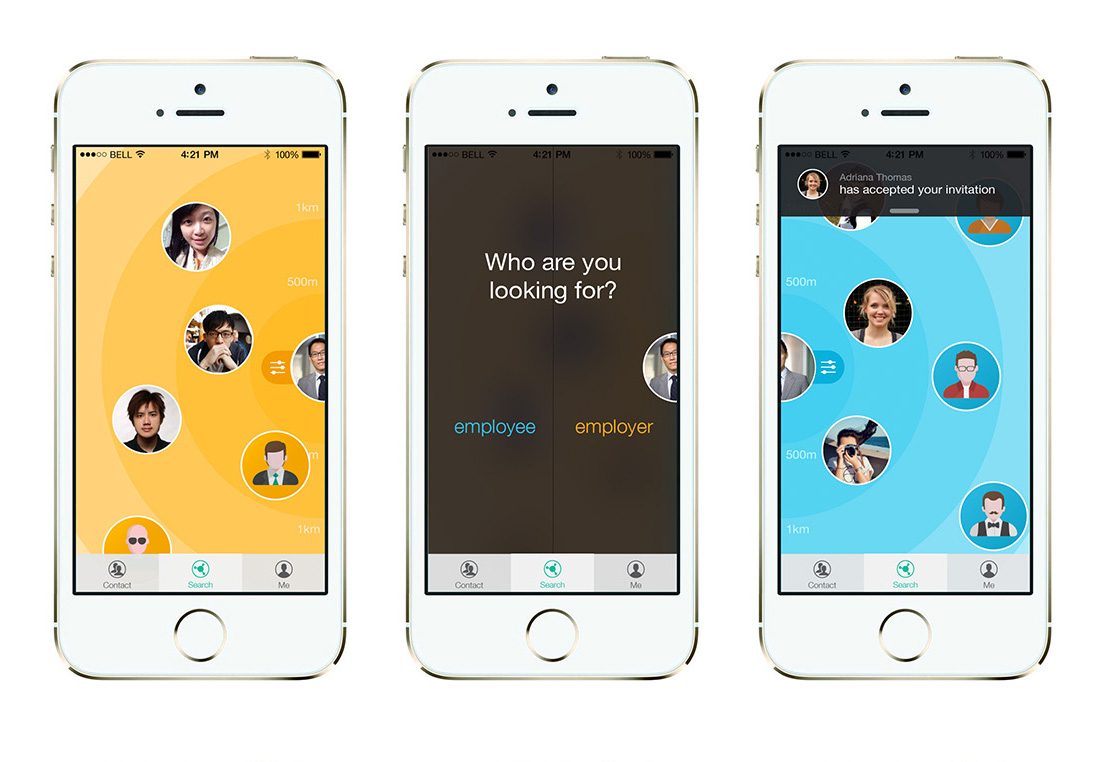 BELL 4:21 PM 100%
1km
500m
m
1km
Contact Search Me
BELL 4:21 PM 100%
Who are you
looking for?
employee employer
Contact Search Me
BELL 4:21 PM 100%
Adriana Thomas
has accepted your invitation
500m
500m
1km
Contact Search Me